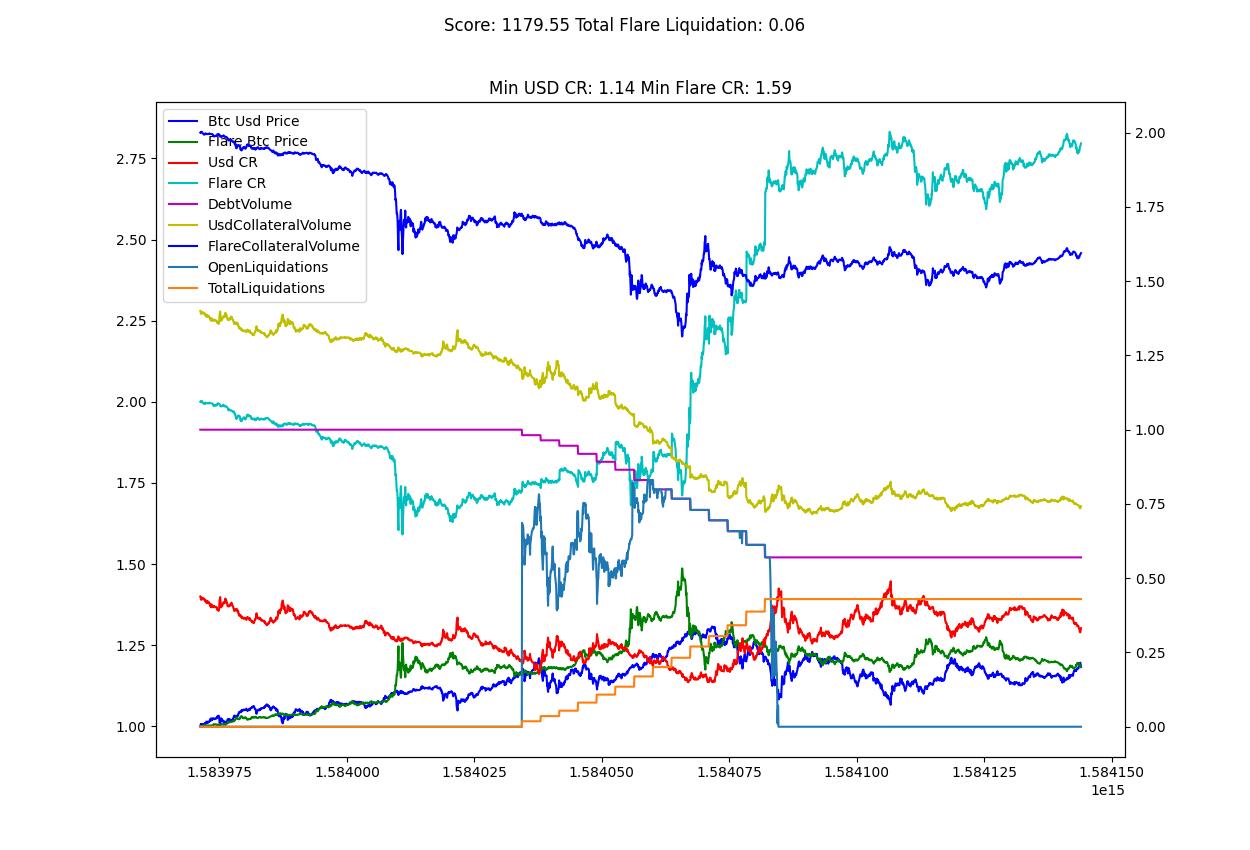 Score: 1179.55 Total Flare Liquidation: 0.06
Min USD CR: 1.14 Min Flare CR: 1.59
Btc Usd Price
Flare Btc Price
Usd CR
Flare CR
DebtVolume
UsdCollateralVolume
FlareCollateralVolume
OpenLiquidations
TotalLiquidations
2.75
2.50
2.25
2.00
1.75
1.50
1.25
1.00
2.00
1.75
1.50
1.25
1.00
0.75
0.50
0.25
0.00
1.583975 1.584000 1.584025 1.584050 1.584075 1.584100 1.584125 1.584150
1e15